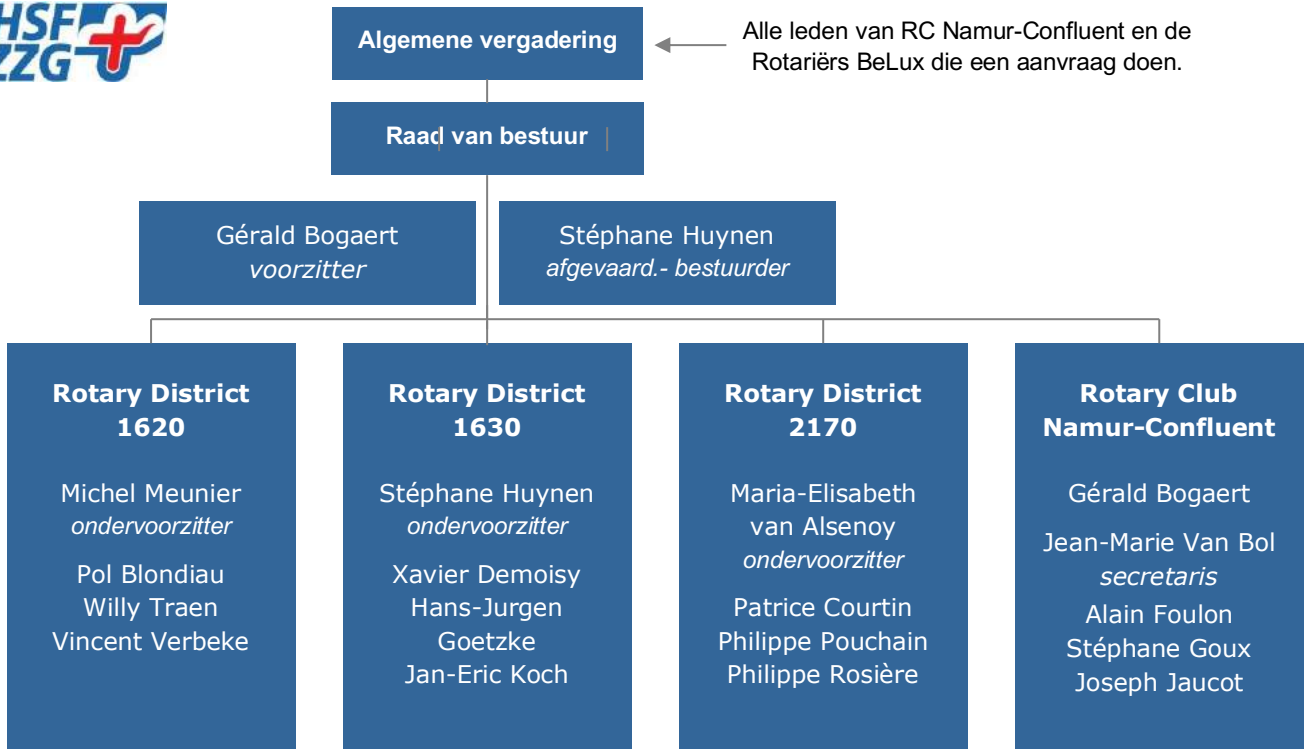 HSF
ZZG
Algemene vergadering
Alle leden van RC Namur-Confluent en de
Rotariërs BeLux die een aanvraag doen.
Raad van bestuur
Gérald Bogaert
voorzitter
Stéphane Huynen
afgevaard.- bestuurder
Rotary District
1620
Michel Meunier
ondervoorzitter
Pol Blondiau
Willy Traen
Vincent Verbeke
Rotary District
1630
Stéphane Huynen
ondervoorzitter
Xavier Demoisy
Hans-Jurgen
Goetzke
Jan-Eric Koch
Rotary District
2170
Maria-Elisabeth
van Alsenoy
ondervoorzitter
Patrice Courtin
Philippe Pouchain
Philippe Rosière
Rotary Club
Namur-Confluent
Gérald Bogaert
Jean-Marie Van Bol
secretaris
Alain Foulon
Stéphane Goux
Joseph Jaucot